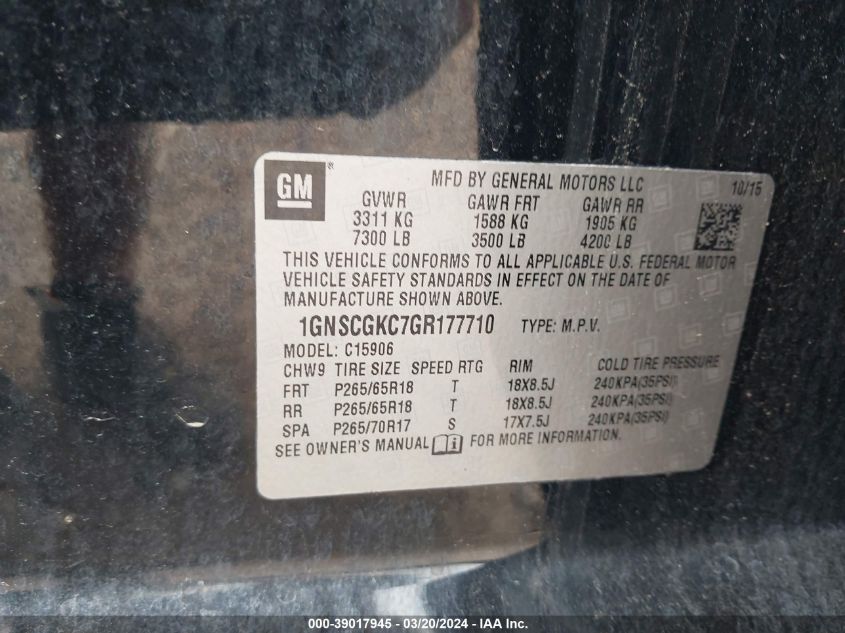 GM ®
MFD BY GENERAL MOTORS LLC 10/15
GVWR GAWR FRT GAWR RR
3311 KG 1588 KG 1905 KG
7300 LB 3500 LB 4200 LB
THIS VEHICLE CONFORMS TO ALL APPLICABLE U.S. FEDERAL MOTOR
VEHICLE SAFETY STANDARDS IN EFFECT ON THE DATE OF
MANUFACTURE SHOWN ABOVE.
1GNSCGKC7GR177710 TYPE: M.P.V.
MODEL: C15906
CHW9 TIRE SIZE SPEED RTG RIM COLD TIRE PRESSURE
FRT P265/65R18 T 18X8.5J 240KPA(35PSI)
RR P265/65R18 T 18X8.5J 240KPA(35PSI)
SPA P265/70R17 S 17X7.5J 240KPA(35PSI)
SEE OWNER'S MANUAL FOR MORE INFORMATION.
000-39017945 - 03/20/2024 - IAAI.COM